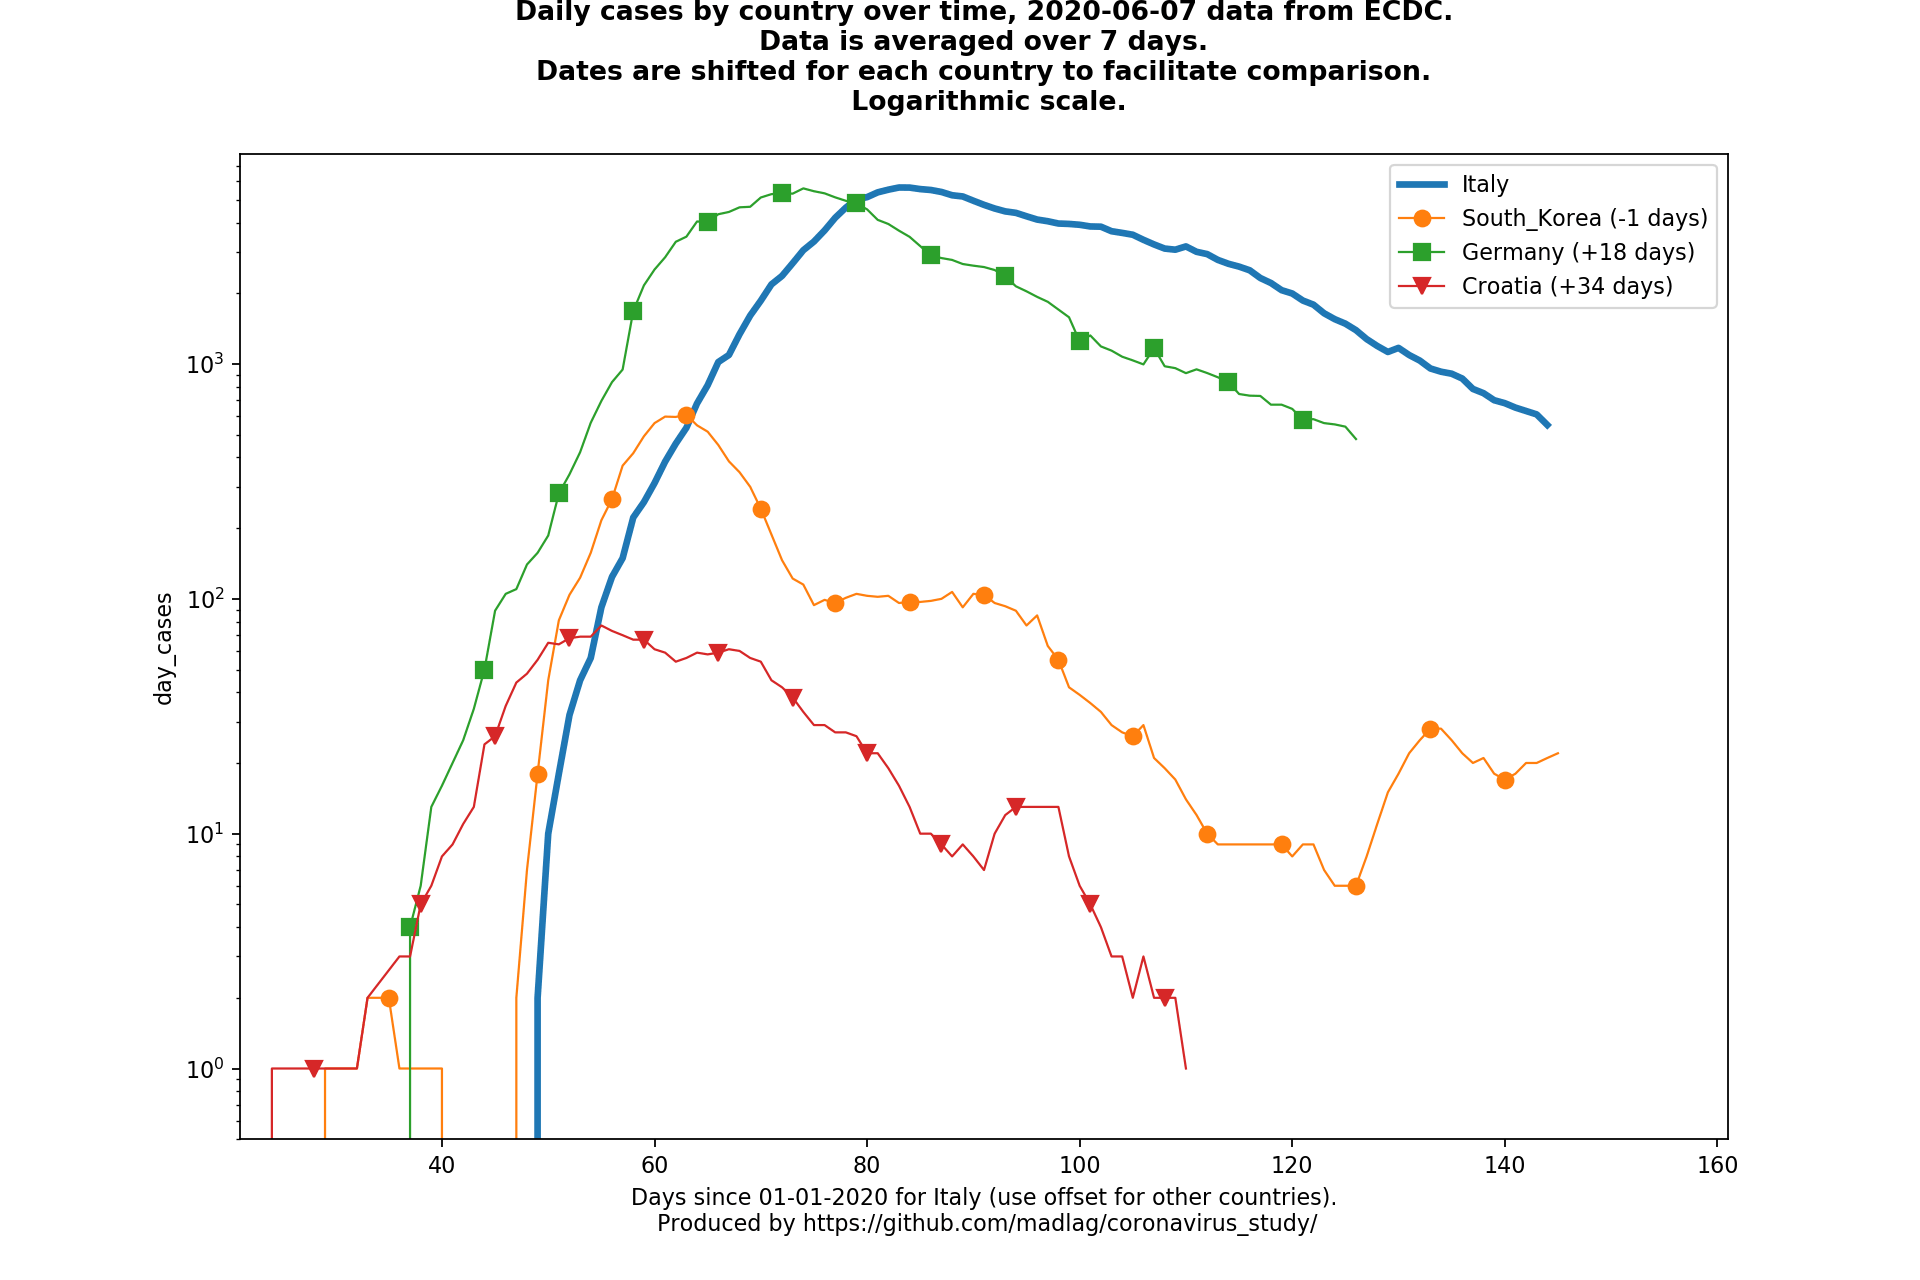 Daily cases by country over time, 2020-06-07 data from ECDC.
Data is averaged over 7 days.
Dates are shifted for each country to facilitate comparison.
Logarithmic scale.
Italy
South_Korea (-1 days)
Germany (+18 days)
Croatia (+34 days)
10³
10²
10¹
10⁰
day_cases
40 60 80 100 120 140 160
Days since 01-01-2020 for Italy (use offset for other countries).
Produced by https://github.com/madlag/coronavirus_study/